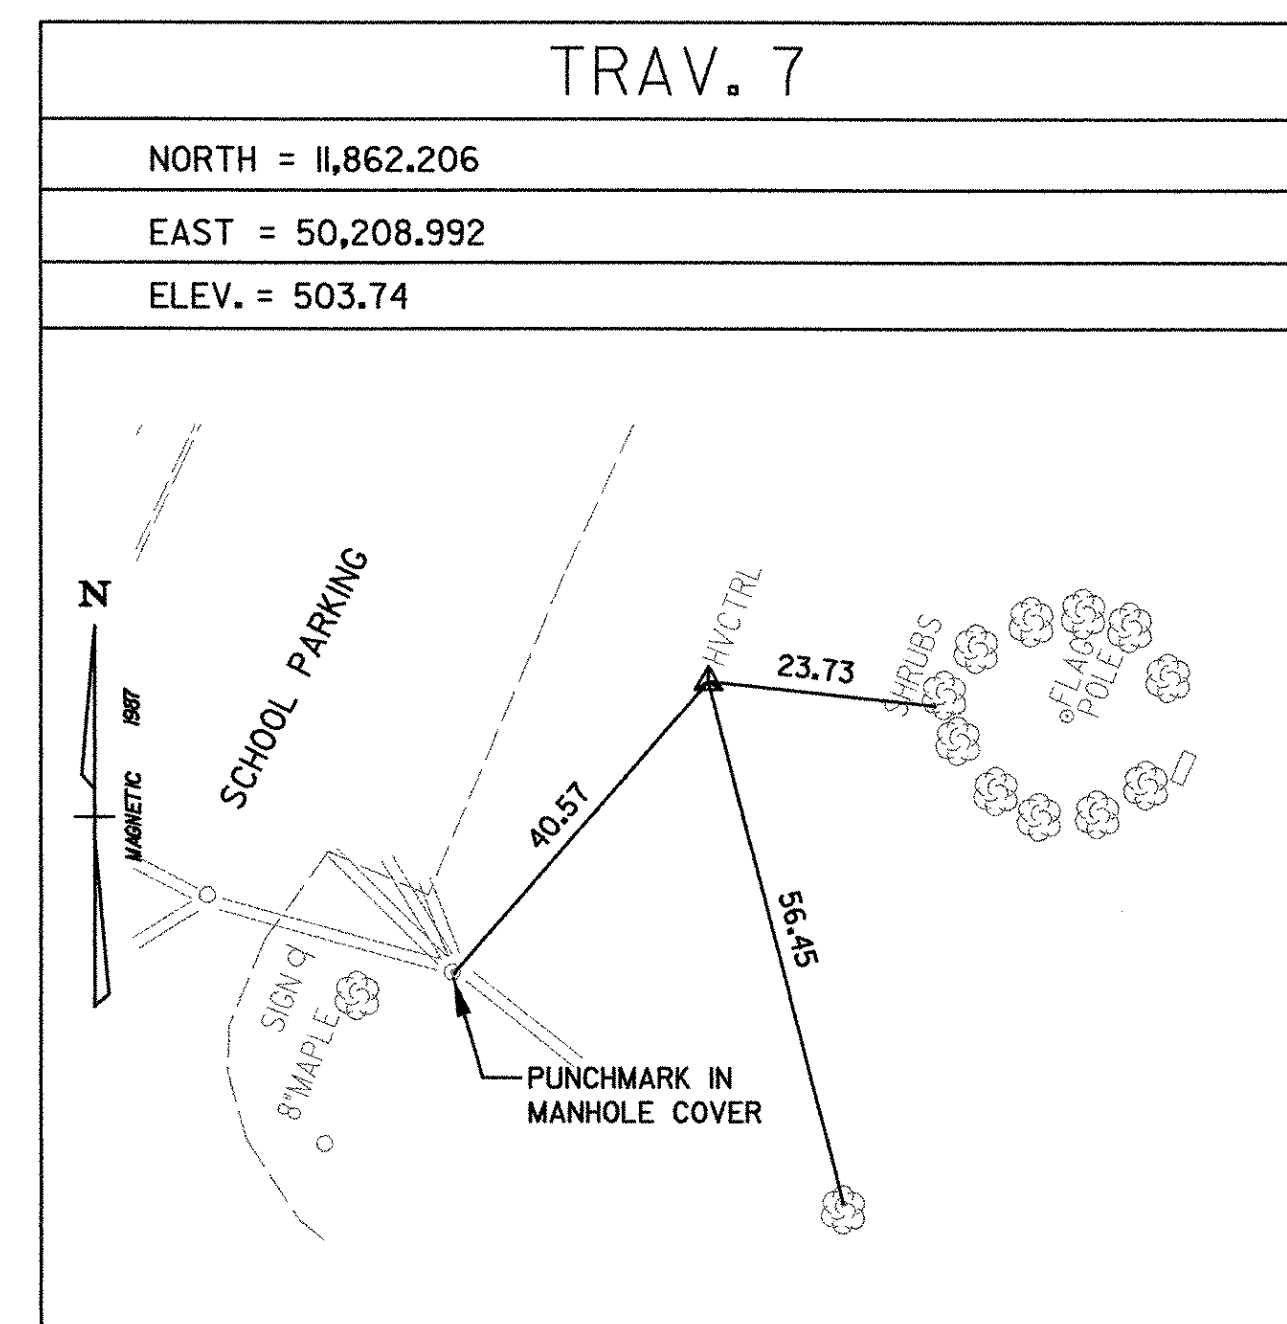 TRAV. 7
NORTH = 11,862.206
EAST = 50,208.992
ELEV. = 503.74
N
MAGNETIC 1987
SCHOOL PARKING
HVCTRL
23.73
SHRUBS
FLAG
POLE
40.57
56.45
SIGN
8"MAPLE
PUNCHMARK IN
MANHOLE COVER